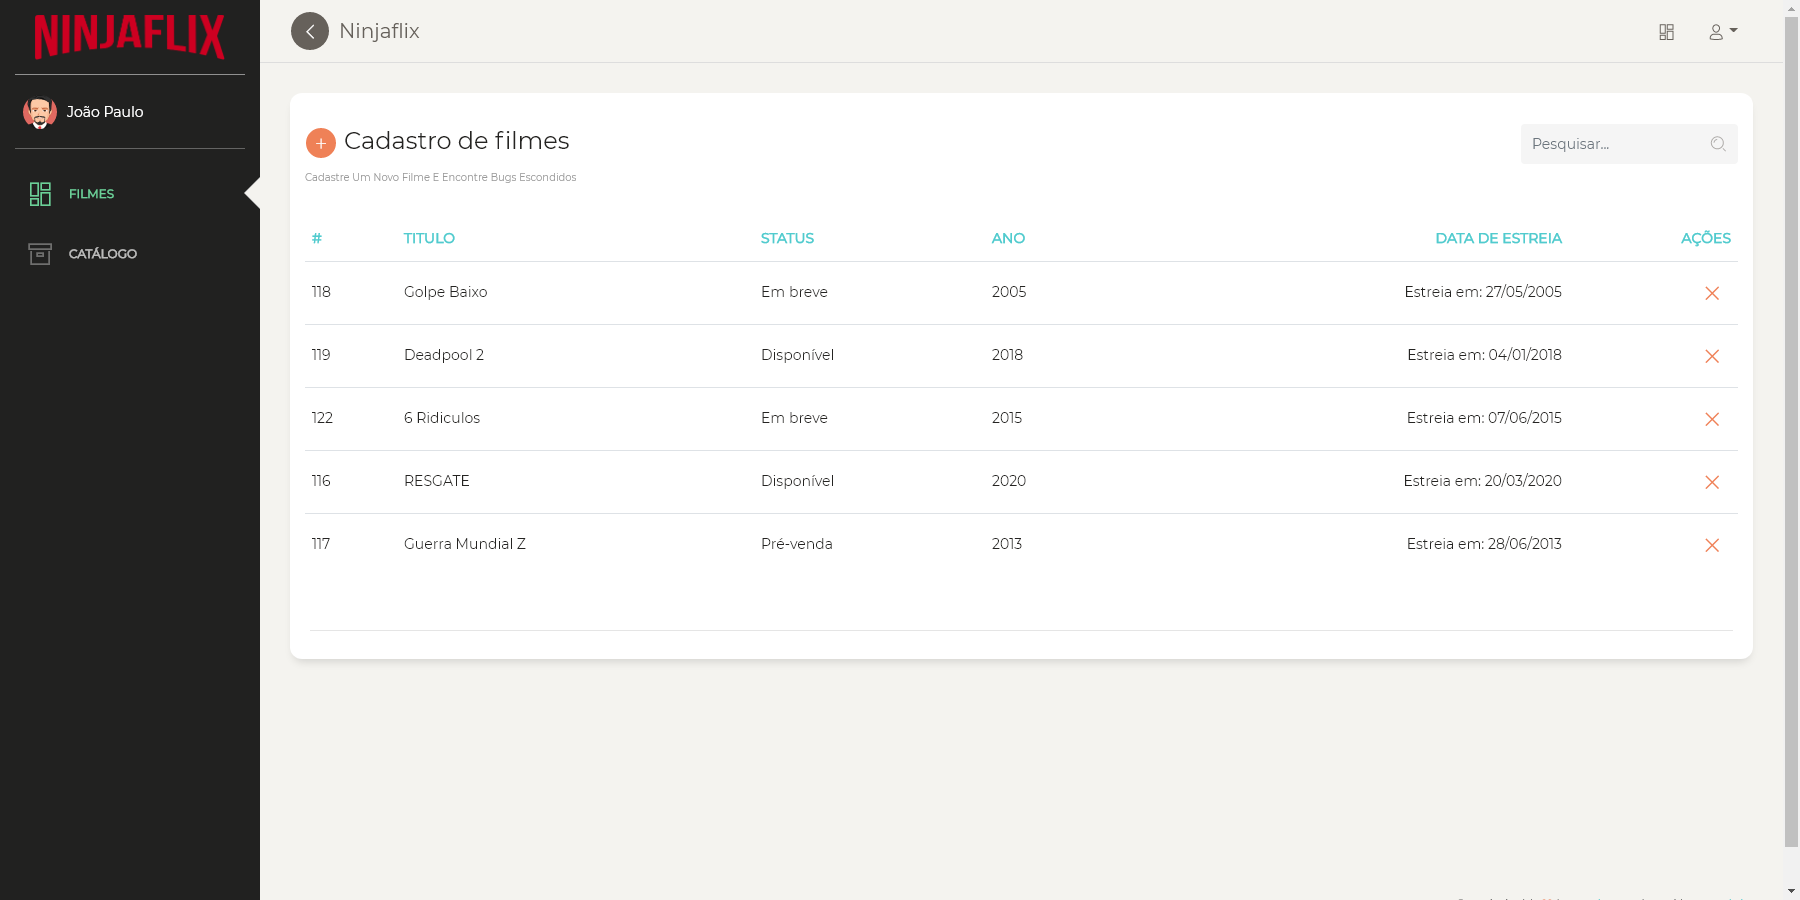 NINJAFLIX
João Paulo
FILMES
CATÁLOGO
Ninjaflix
Cadastro de filmes
Pesquisar...
Cadastre Um Novo Filme E Encontre Bugs Escondidos
# TITULO STATUS ANO DATA DE ESTREIA AÇÕES
118 Golpe Baixo Em breve 2005 Estreia em: 27/05/2005
119 Deadpool 2 Disponível 2018 Estreia em: 04/01/2018
122 6 Ridiculos Em breve 2015 Estreia em: 07/06/2015
116 RESGATE Disponível 2020 Estreia em: 20/03/2020
117 Guerra Mundial Z Pré-venda 2013 Estreia em: 28/06/2013